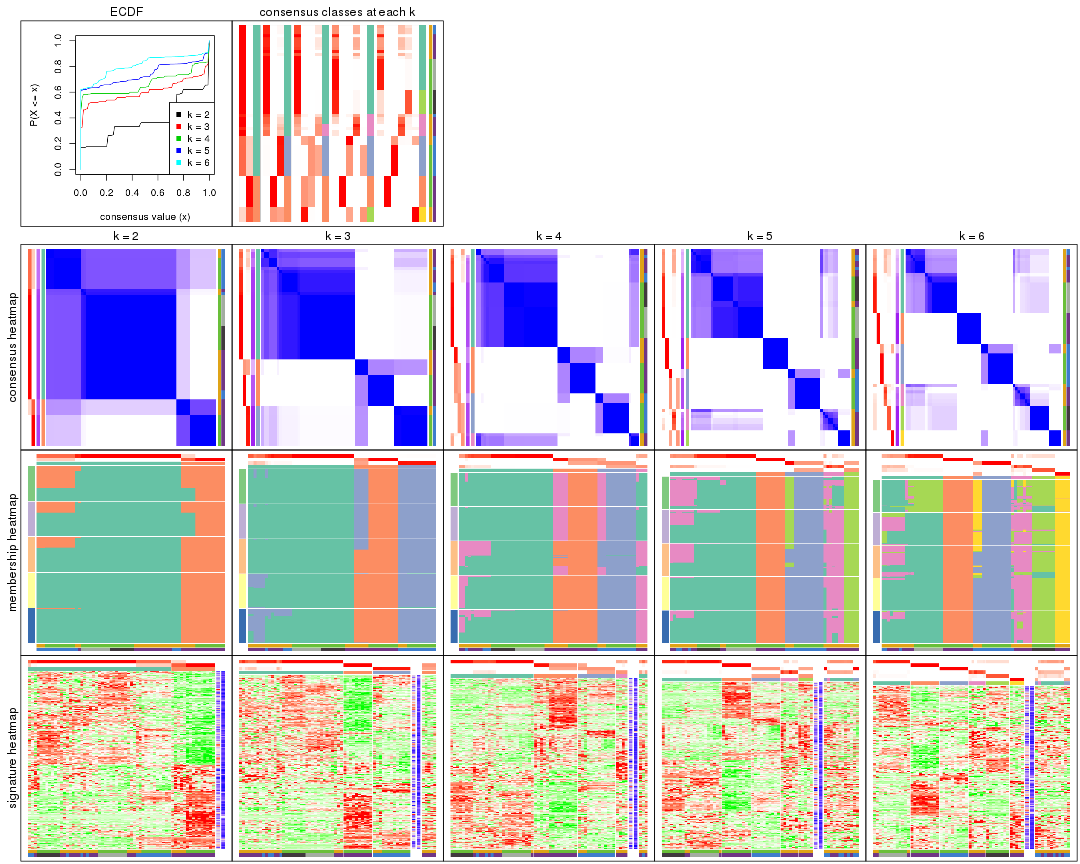 ECDF
consensus classes at each k
P(X <= x)
0.0 0.2 0.4 0.6 0.8 1.0
k = 2
k = 3
k = 4
k = 5
k = 6
0.0 0.2 0.4 0.6 0.8 1.0
consensus value (x)
k = 2
k = 3
k = 4
k = 5
k = 6
consensus heatmap
membership heatmap
signature heatmap